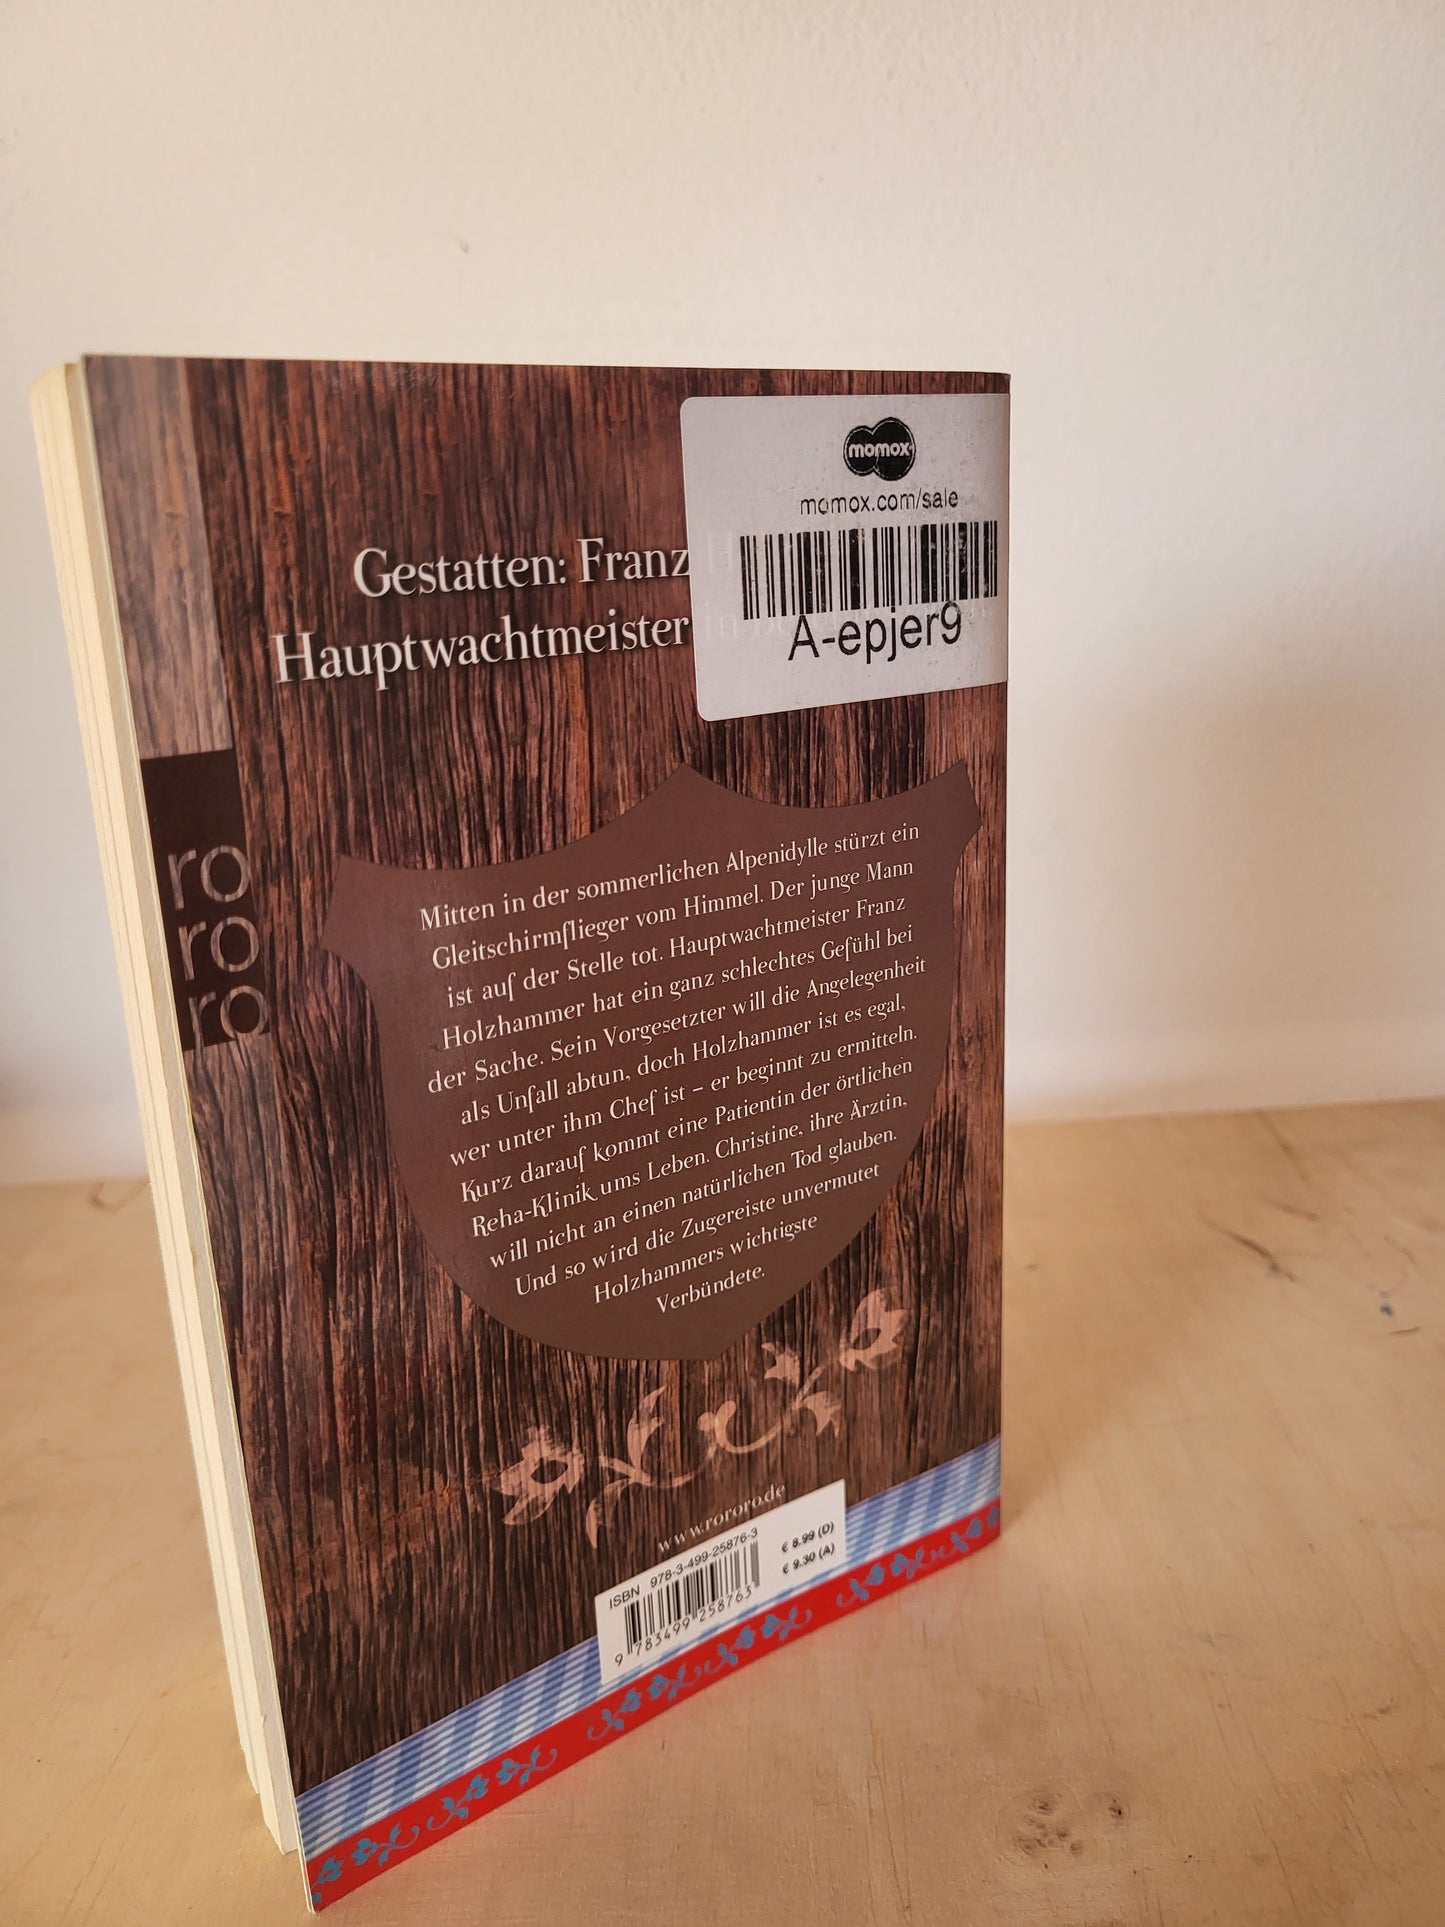 momox
momox.com/sale
A-epjer9
Gestatten: Franz
Hauptwachtmeister
ro
ro
ro
Mitten in der sommerlichen Alpenidylle stürzt ein
Gleitschirmflieger vom Himmel. Der junge Mann
ist auf der Stelle tot. Hauptwachtmeister Franz
Holzhammer hat ein ganz schlechtes Gefühl bei
der Sache. Sein Vorgesetzter will die Angelegenheit
als Unfall abtun, doch Holzhammer ist es egal,
wer unter ihm Chef ist – er beginnt zu ermitteln.
Kurz darauf kommt eine Patientin der örtlichen
Reha-Klinik ums Leben. Christine, ihre Ärztin,
will nicht an einen natürlichen Tod glauben.
Und so wird die Zugereiste unvermutet
Holzhammers wichtigste
Verbündete.
www.rororo.de
ISBN 978-3-499-25876-3
€ 8.99 (D)
€ 9.30 (A)
9 783499 258763